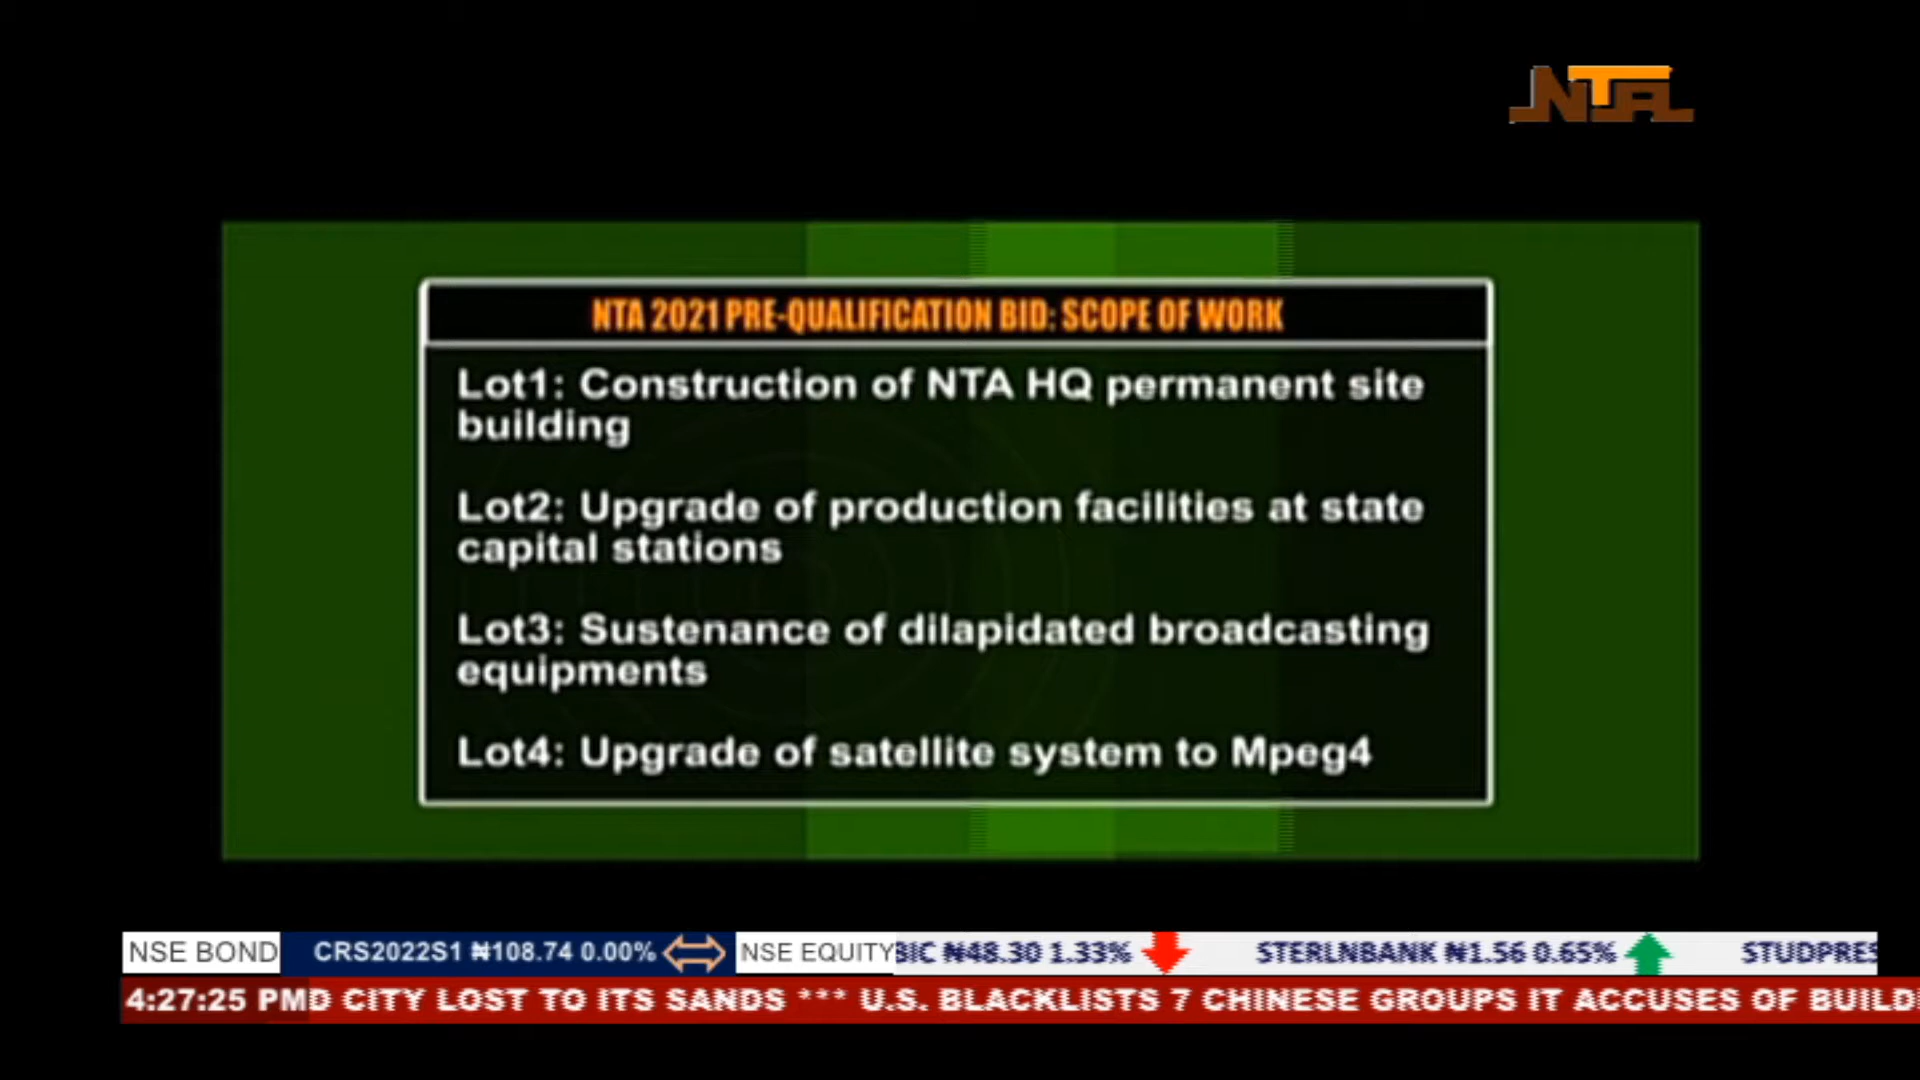 NTA
NTA 2021 PRE-QUALIFICATION BID: SCOPE OF WORK
Lot1: Construction of NTA HQ permanent site
building
Lot2: Upgrade of production facilities at state
capital stations
Lot3: Sustenance of dilapidated broadcasting
equipments
Lot4: Upgrade of satellite system to Mpeg4
NSE BOND CRS2022S1 ₦108.74 0.00% NSE EQUITY BIC ₦48.30 1.33% STERLNBANK ₦1.56 0.65% STUDPRES
4:27:25 PM D CITY LOST TO ITS SANDS *** U.S. BLACKLISTS 7 CHINESE GROUPS IT ACCUSES OF BUILD